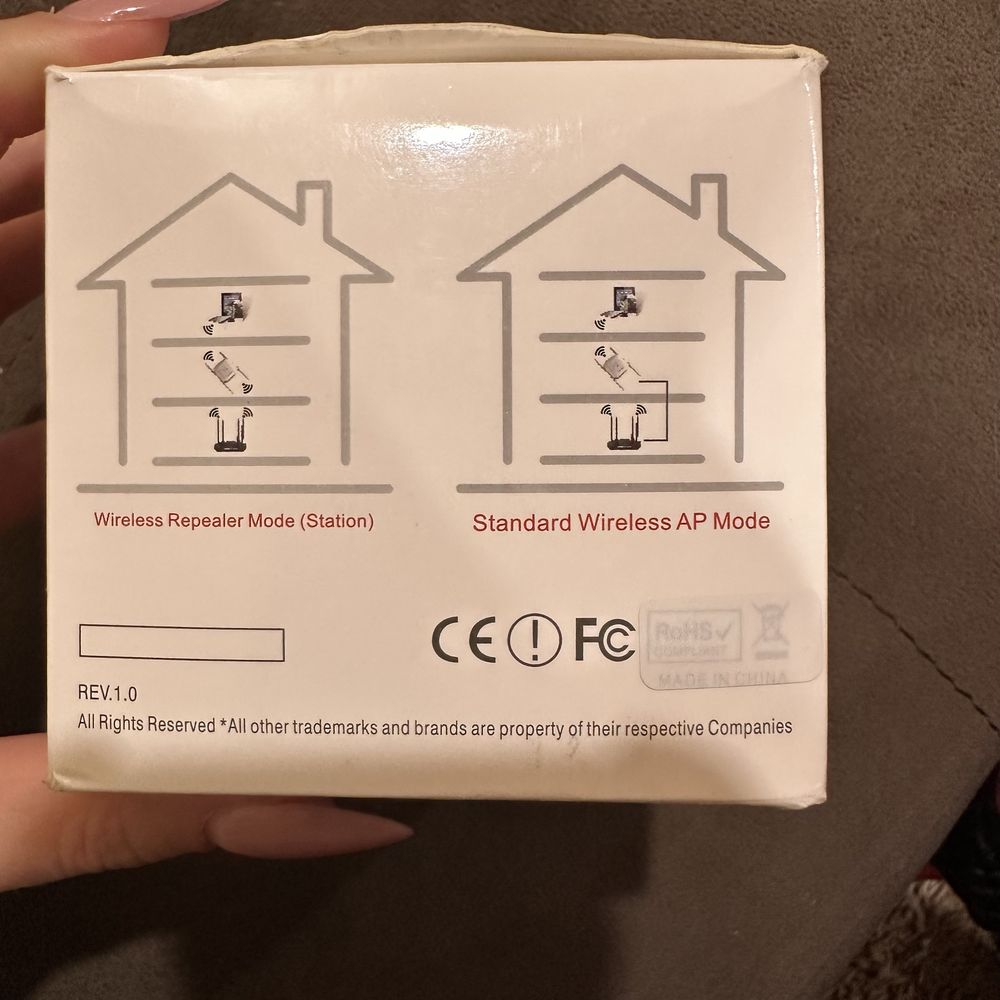 Wireless Repealer Mode (Station)
Standard Wireless AP Mode
CE FC
RoHS
COMPLIANT
MADE IN CHINA
REV.1.0
All Rights Reserved *All other trademarks and brands are property of their respective Companies